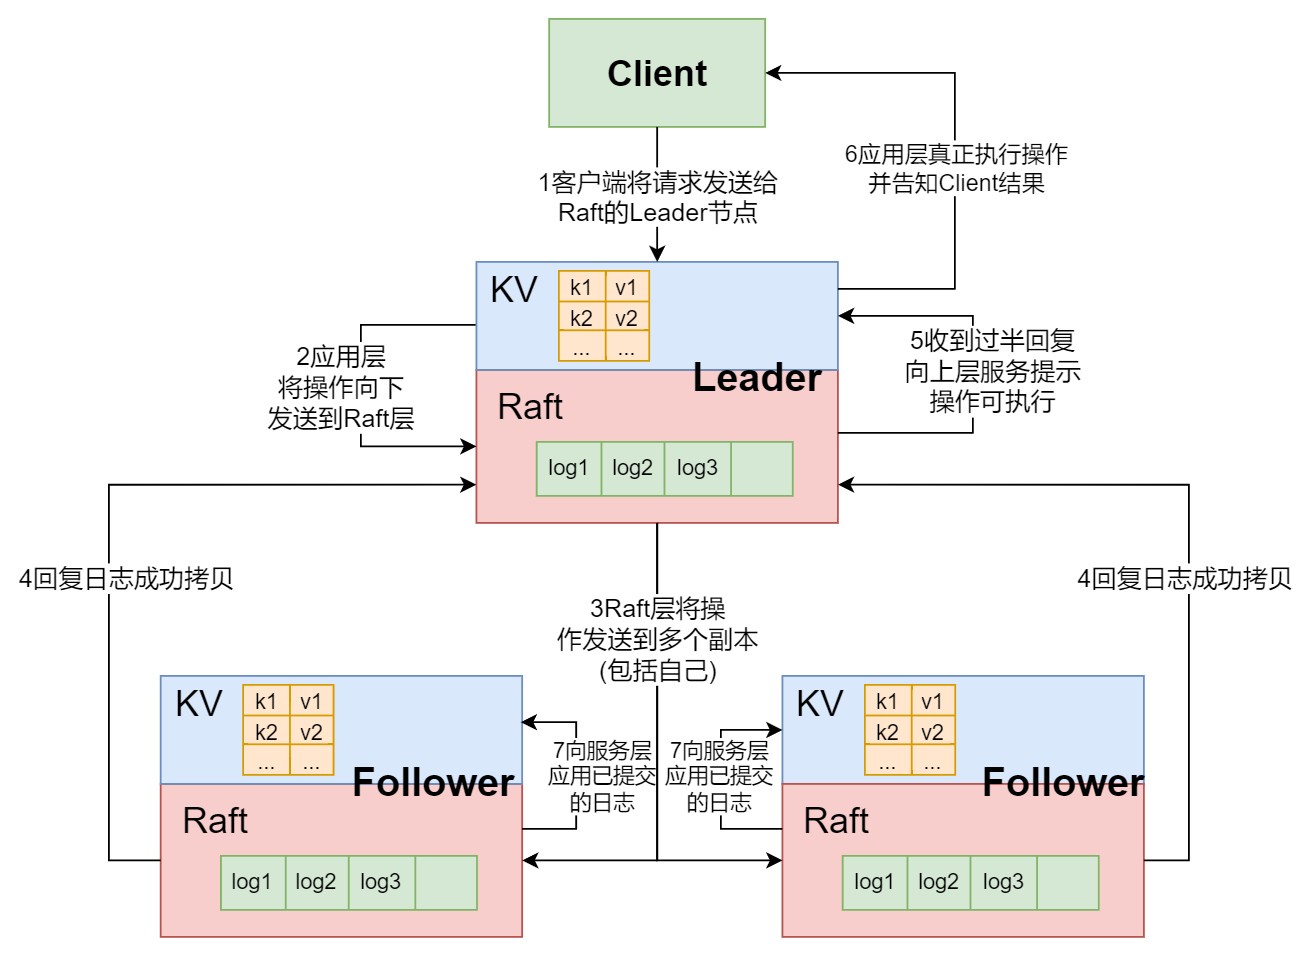 Client
1客户端将请求发送给
Raft的Leader节点
6应用层真正执行操作
并告知Client结果
KV
k1 v1
k2 v2
... ...
Leader
2应用层
将操作向下
发送到Raft层
5收到过半回复
向上层服务提示
操作可执行
Raft
log1 log2 log3
4回复日志成功拷贝
3Raft层将操
作发送到多个副本
(包括自己)
4回复日志成功拷贝
KV
k1 v1
k2 v2
... ...
Follower
7向服务层
应用已提交
的日志
Raft
log1 log2 log3
7向服务层
应用已提交
的日志
KV
k1 v1
k2 v2
... ...
Follower
Raft
log1 log2 log3